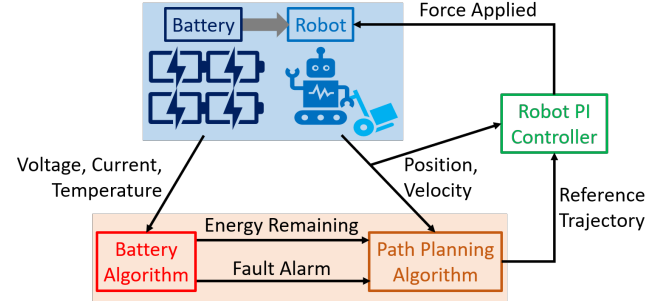 Force Applied
Battery
Robot
Robot PI
Controller
Voltage, Current,
Temperature
Position,
Velocity
Reference
Trajectory
Energy Remaining
Battery
Algorithm
Path Planning
Algorithm
Fault Alarm